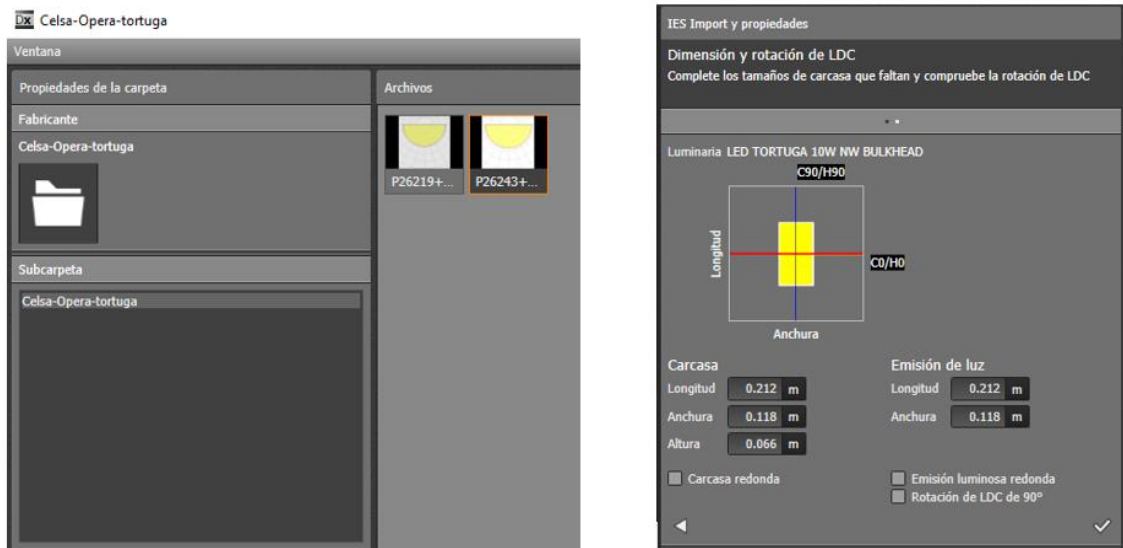 Dx Celsa-Opera-tortuga
Ventana
Propiedades de la carpeta
Archivos
Fabricante
Celsa-Opera-tortuga
P26219+...
P26243+...
Subcarpeta
Celsa-Opera-tortuga
IES Import y propiedades
Dimensión y rotación de LDC
Complete los tamaños de carcasa que faltan y compruebe la rotación de LDC
Luminaria LED TORTUGA 10W NW BULKHEAD
C90/H90
Longitud
C0/H0
Anchura
Carcasa
Longitud 0.212 m
Anchura 0.118 m
Altura 0.066 m
Carcasa redonda
Emisión de luz
Longitud 0.212 m
Anchura 0.118 m
Emisión luminosa redonda
Rotación de LDC de 90º